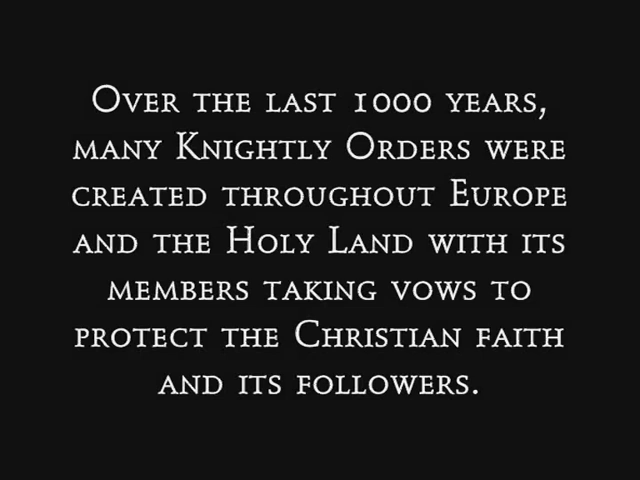 Over the last 1000 years,
many Knightly Orders were
created throughout Europe
and the Holy Land with its
members taking vows to
protect the Christian faith
and its followers.